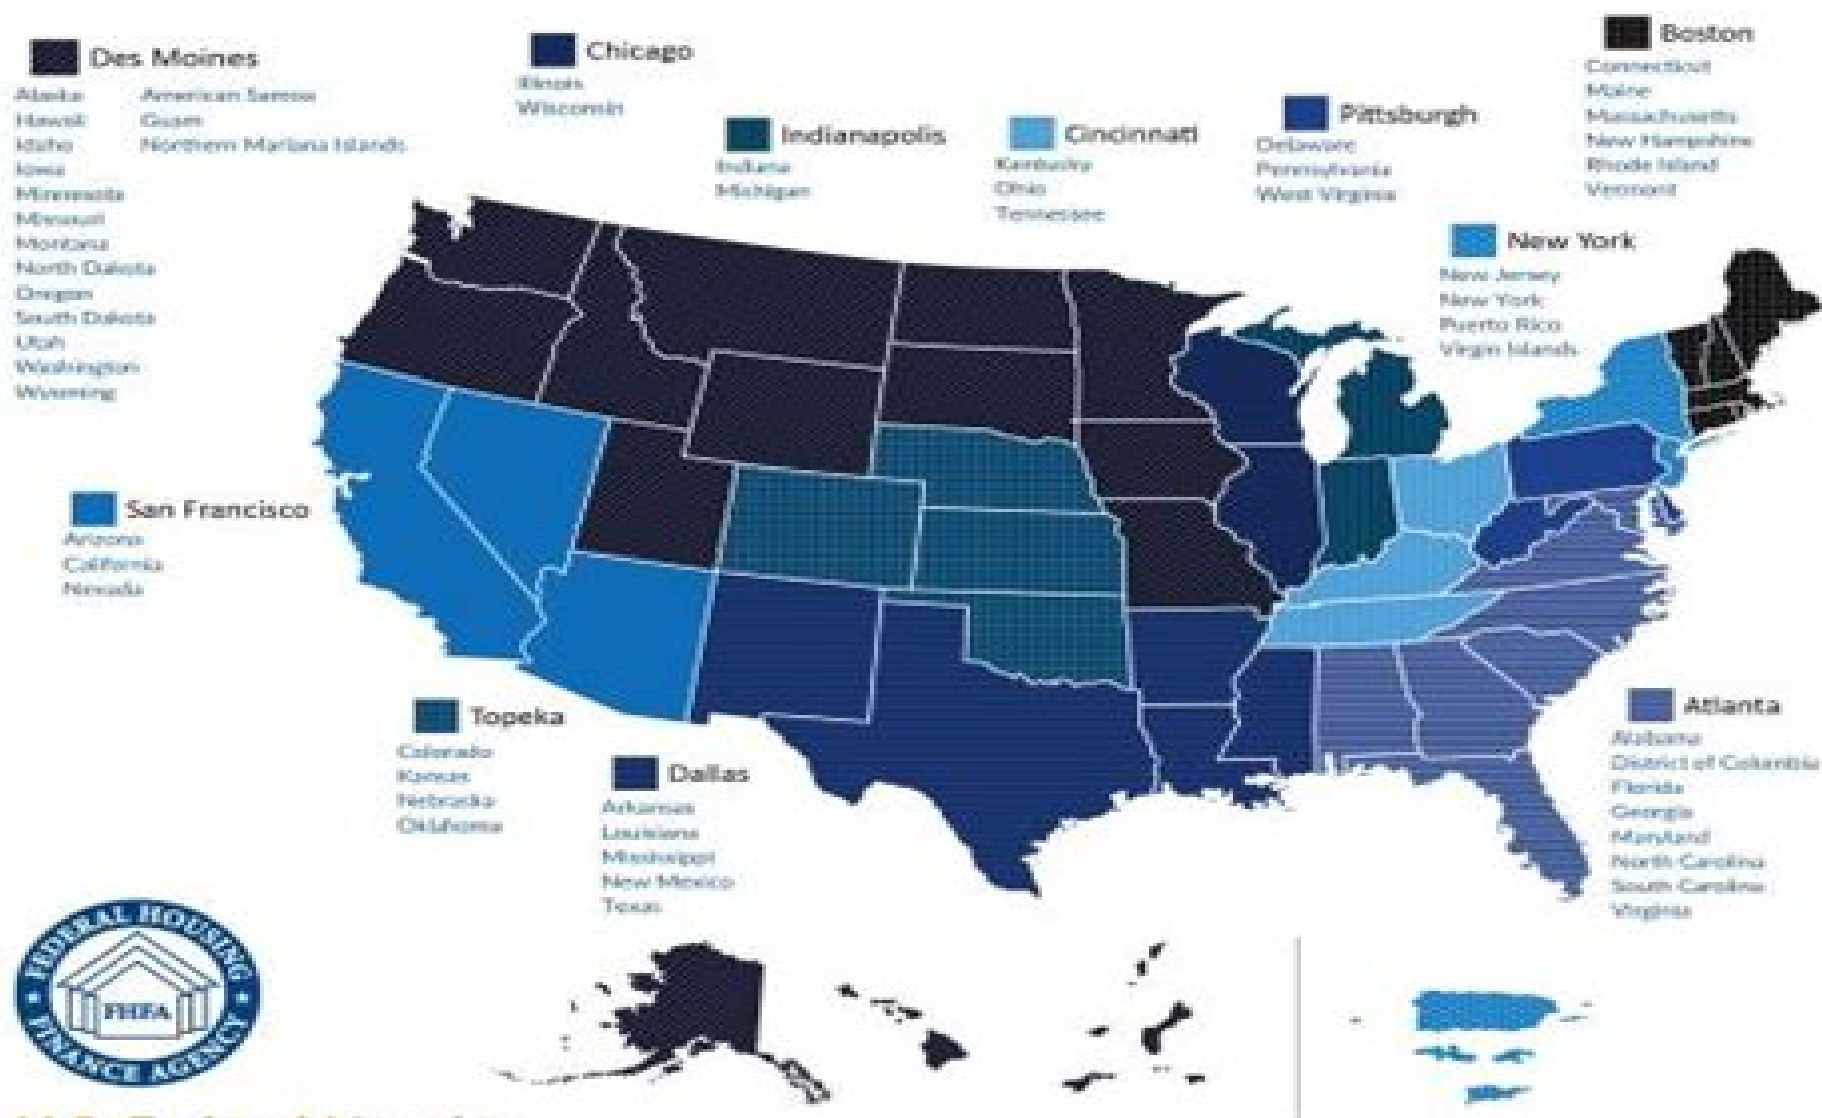 Des Moines
Alaska
Hawaii
Idaho
Iowa
Minnesota
Missouri
Montana
North Dakota
Oregon
South Dakota
Utah
Washington
Wyoming
American Samoa
Guam
Northern Mariana Islands
Chicago
Illinois
Wisconsin
Indianapolis
Indiana
Michigan
Cincinnati
Kentucky
Ohio
Tennessee
Pittsburgh
Delaware
Pennsylvania
West Virginia
Boston
Connecticut
Maine
Massachusetts
New Hampshire
Rhode Island
Vermont
New York
New Jersey
New York
Puerto Rico
Virgin Islands
San Francisco
Arizona
California
Nevada
Topeka
Colorado
Kansas
Nebraska
Oklahoma
Dallas
Arkansas
Louisiana
Mississippi
New Mexico
Texas
Atlanta
Alabama
District of Columbia
Florida
Georgia
Maryland
North Carolina
South Carolina
Virginia
FEDERAL HOUSING
FHFA
FINANCE AGENCY